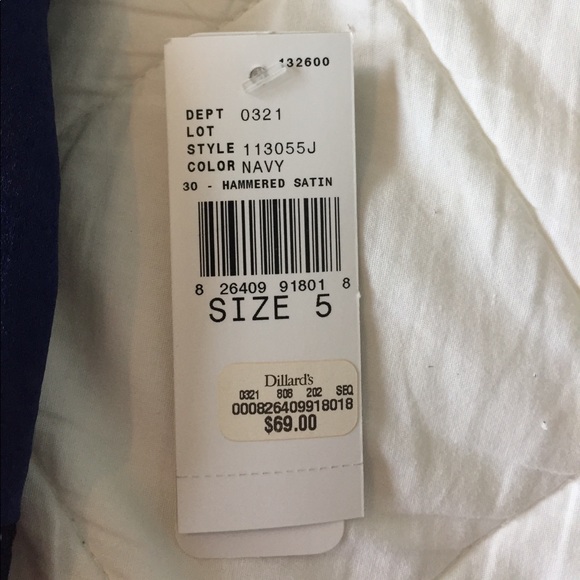 132600
DEPT 0321
LOT
STYLE 113055J
COLOR NAVY
30 - HAMMERED SATIN
8 26409 91801 8
SIZE 5
Dillard's
0321 806 202 SEQ
000826409918018
$69.00